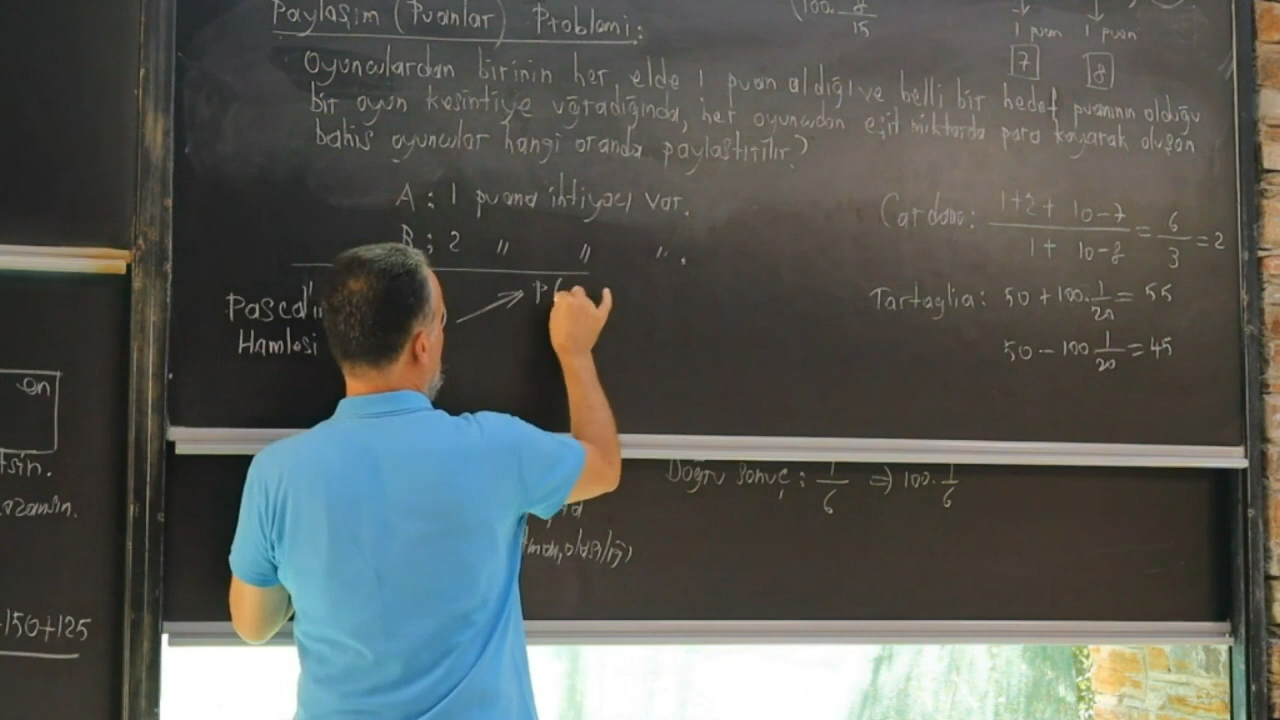 Paylaşım (Puanlar) Problemi:
Oyunculardan birinin her elde 1 puan aldığı ve belli bir hedef puanının olduğu
bir oyun kesintiye uğradığında, her oyuncudan eşit miktarda para koyarak oluşan
bahis oyuncular hangi oranda paylaştırılır?
15
1 puan 1 puan
7 8
A : 1 puana ihtiyacı var.
B : 2 " " ".
Pascal'ın
Hamlesi
P(
Cardano: 1+2+ 10-7 / 1+ 10-8 = 6/3 = 2
Tartaglia: 50 + 100. 1/20 = 55
50 - 100 1/20 = 45
Doğru Sonuç : 1/6 ⇒ 100. 1/6
en
150+125